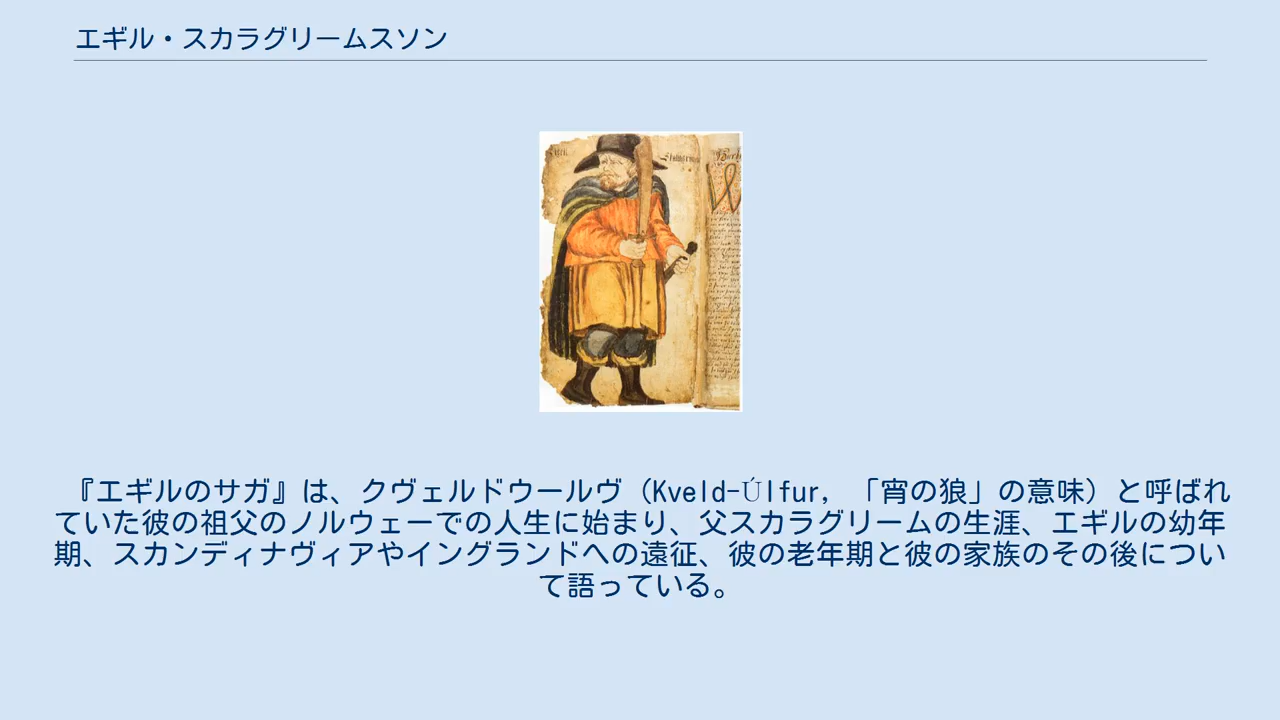 エギル・スカラグリームスソン
『エギルのサガ』は、クヴェルドウールヴ（Kveld-Úlfur, 「宵の狼」の意味）と呼ばれ
ていた彼の祖父のノルウェーでの人生に始まり、父スカラグリームの生涯、エギルの幼年
期、スカンディナヴィアやイングランドへの遠征、彼の老年期と彼の家族のその後につい
て語っている。